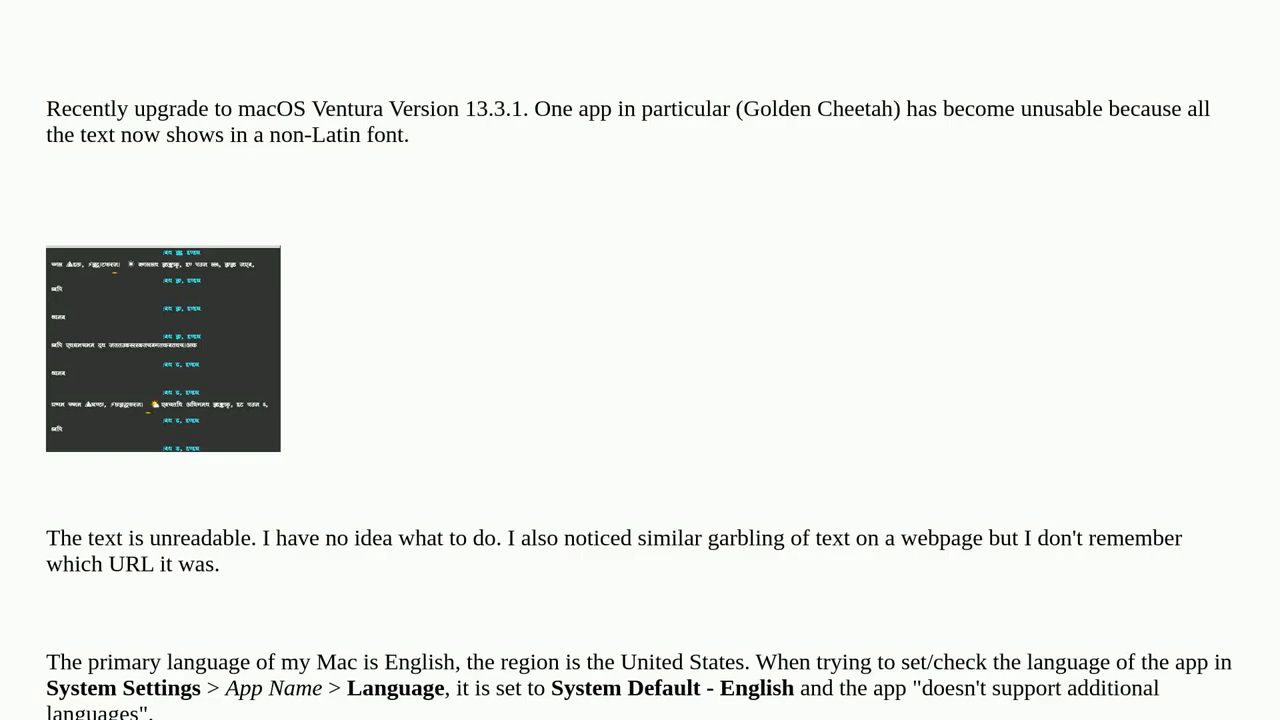 Recently upgrade to macOS Ventura Version 13.3.1. One app in particular (Golden Cheetah) has become unusable because all
the text now shows in a non-Latin font.
The text is unreadable. I have no idea what to do. I also noticed similar garbling of text on a webpage but I don't remember
which URL it was.
The primary language of my Mac is English, the region is the United States. When trying to set/check the language of the app in
System Settings > App Name > Language, it is set to System Default - English and the app "doesn't support additional
languages".